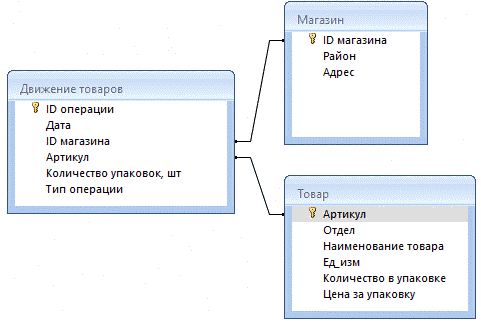 Движение товаров
ID операции
Дата
ID магазина
Артикул
Количество упаковок, шт
Тип операции
Магазин
ID магазина
Район
Адрес
Товар
Артикул
Отдел
Наименование товара
Ед_изм
Количество в упаковке
Цена за упаковку